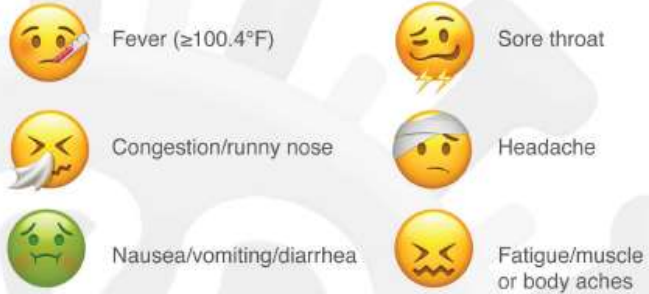 Fever (≥100.4°F)
Sore throat
Congestion/runny nose
Headache
Nausea/vomiting/diarrhea
Fatigue/muscle
or body aches